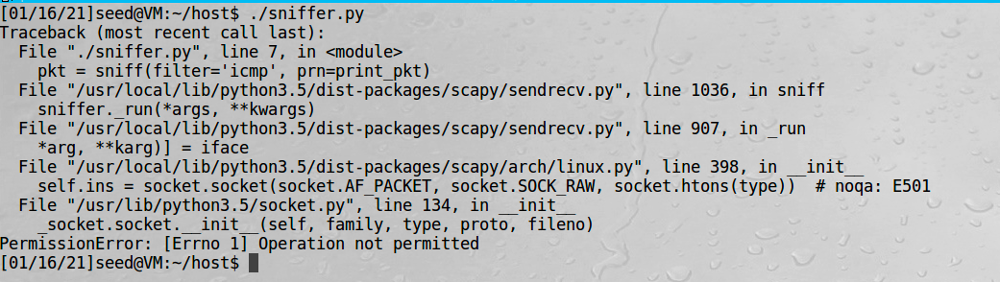 [01/16/21]seed@VM:~/host$ ./sniffer.py
Traceback (most recent call last):
  File "./sniffer.py", line 7, in <module>
    pkt = sniff(filter='icmp', prn=print_pkt)
  File "/usr/local/lib/python3.5/dist-packages/scapy/sendrecv.py", line 1036, in sniff
    sniffer._run(*args, **kwargs)
  File "/usr/local/lib/python3.5/dist-packages/scapy/sendrecv.py", line 907, in _run
    *arg, **karg)] = iface
  File "/usr/local/lib/python3.5/dist-packages/scapy/arch/linux.py", line 398, in __init__
    self.ins = socket.socket(socket.AF_PACKET, socket.SOCK_RAW, socket.htons(type))  # noqa: E501
  File "/usr/lib/python3.5/socket.py", line 134, in __init__
    _socket.socket.__init__(self, family, type, proto, fileno)
PermissionError: [Errno 1] Operation not permitted
[01/16/21]seed@VM:~/host$